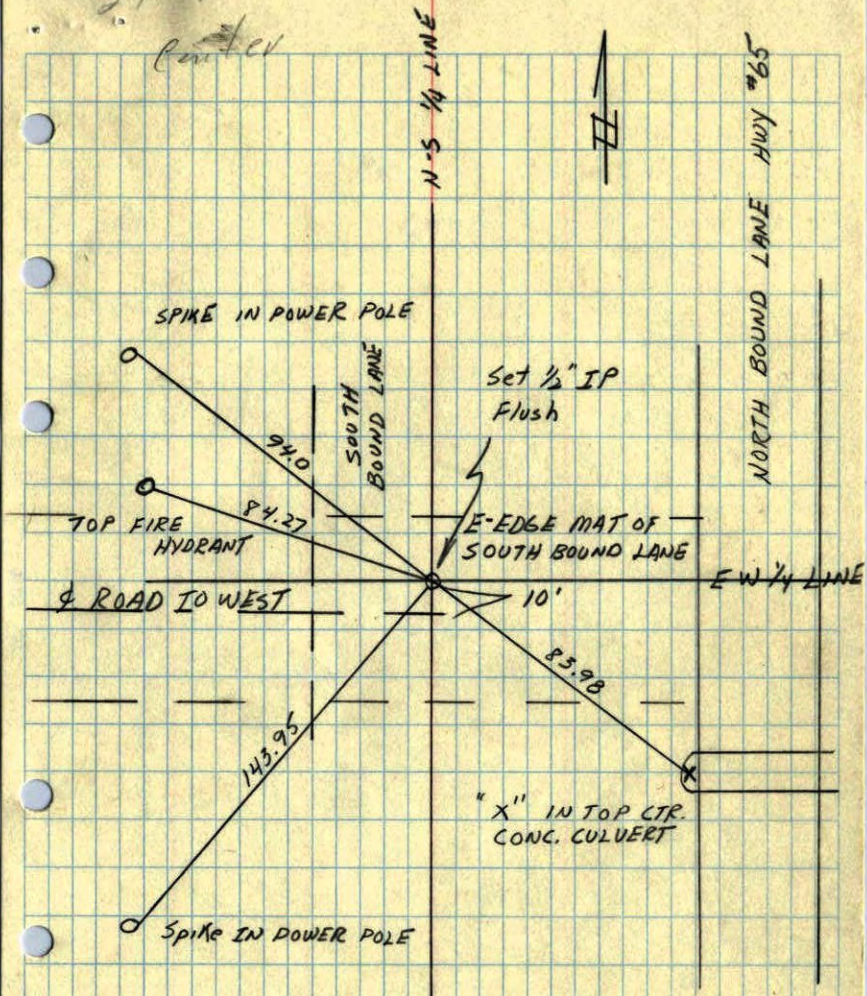 Center
N-S 1/4 LINE
NORTH BOUND LANE HWY #65
SPIKE IN POWER POLE
SOUTH
BOUND LANE
Set 1/2" IP
Flush
94.0
84.27
TOP FIRE
HYDRANT
E-EDGE MAT OF
SOUTH BOUND LANE
E W 1/4 LINE
℄ ROAD TO WEST
10'
83.98
143.95
X
"X" IN TOP CTR.
CONC. CULVERT
Spike IN POWER POLE